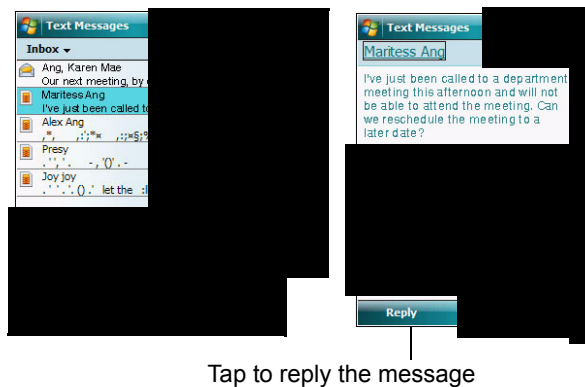 Text Messages
Inbox
Ang, Karen Mae
Our next meeting, by
Maritess Ang
I've just been called to
Alex Ang
Presy
Joy joy
let the
Text Messages
Maritess Ang
I've just been called to a department
meeting this afternoon and will not
be able to attend the meeting. Can
we reschedule the meeting to a
later date?
Reply
Tap to reply the message